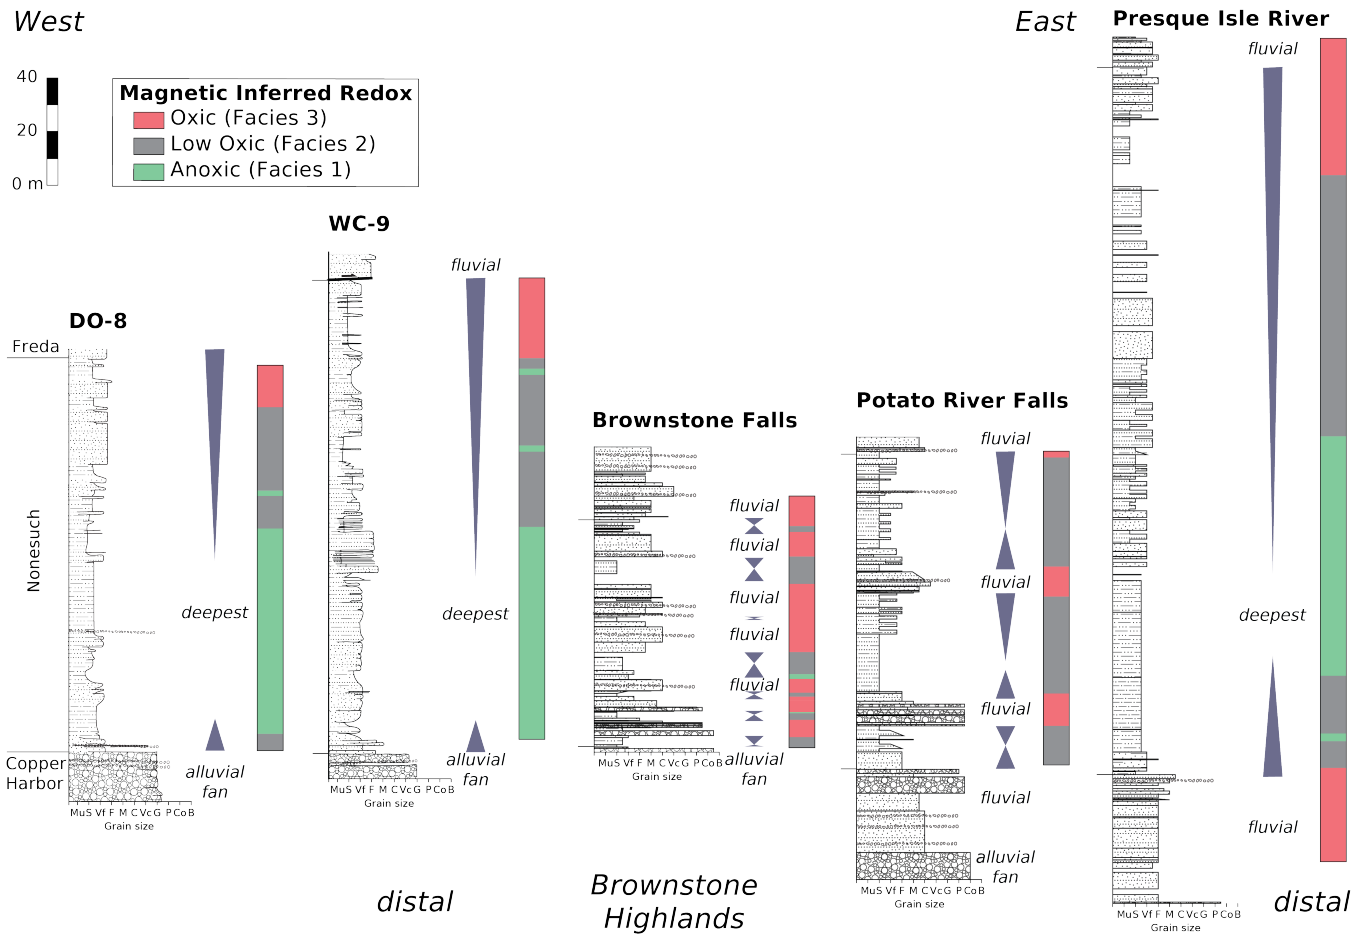 West
East
Presque Isle River
40
20
0 m
Magnetic Inferred Redox
Oxic (Facies 3)
Low Oxic (Facies 2)
Anoxic (Facies 1)
fluvial
WC-9
fluvial
DO-8
Freda
Nonesuch
deepest
Copper
Harbor
alluvial
fan
MuS Vf F M C VcG P CoB
Grain size
deepest
alluvial
fan
MuS Vf F M C VcG P CoB
Grain size
distal
Brownstone Falls
fluvial
fluvial
fluvial
fluvial
fluvial
alluvial
fan
MuS Vf F M C VcG P CoB
Grain size
Brownstone
Highlands
Potato River Falls
fluvial
fluvial
fluvial
fluvial
alluvial
fan
MuS Vf F M C VcG P CoB
Grain size
deepest
fluvial
distal
MuS Vf F M C VcG P CoB
Grain size